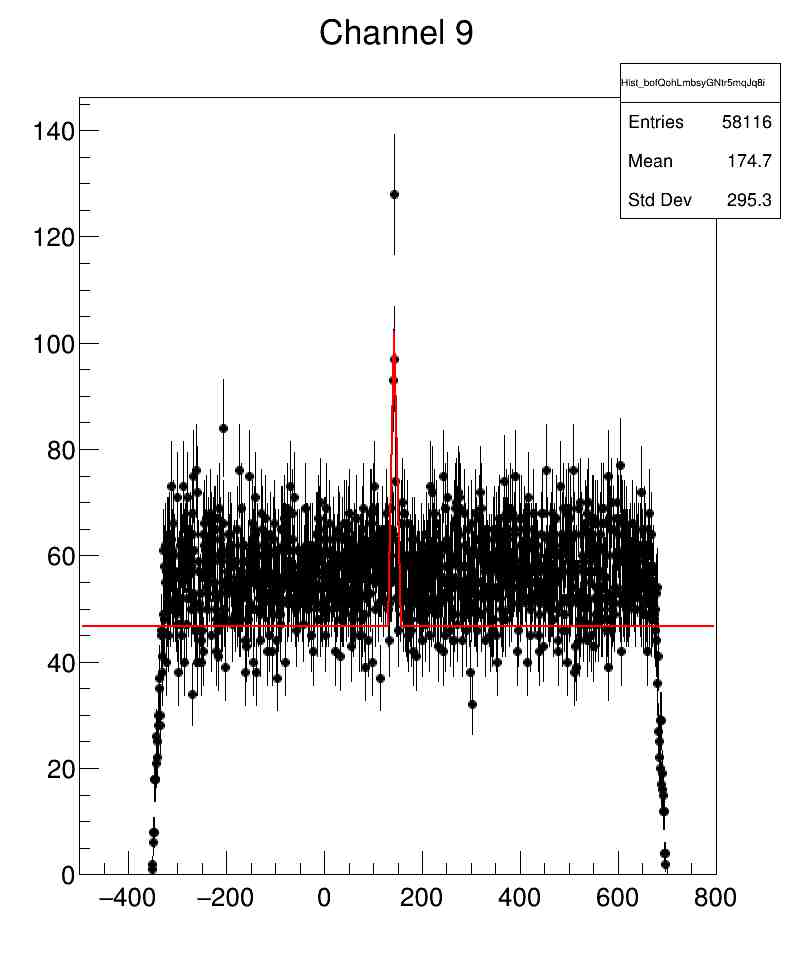 Channel 9
Hist_bofQohLmbsyGNtr5mqJq8i
Entries 58116
Mean 174.7
Std Dev 295.3
140
120
100
80
60
40
20
0
−400 −200 0 200 400 600 800